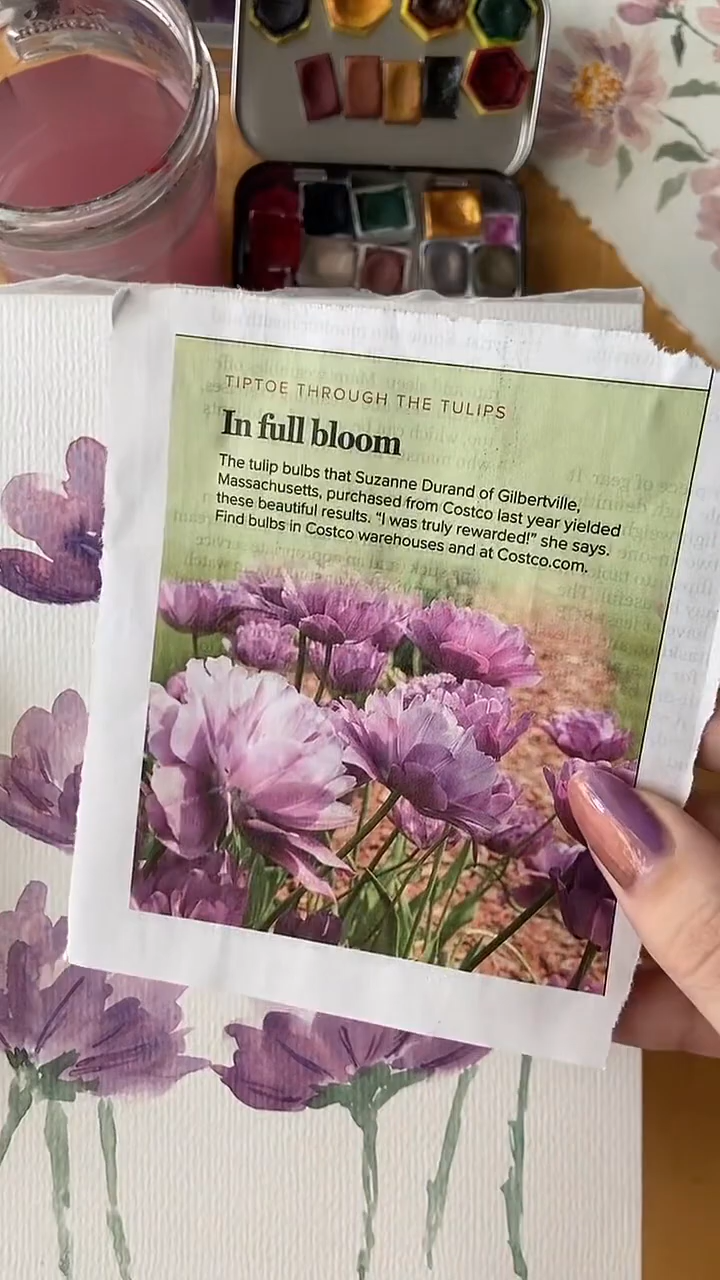 TIPTOE THROUGH THE TULIPS
In full bloom
The tulip bulbs that Suzanne Durand of Gilbertville,
Massachusetts, purchased from Costco last year yielded
these beautiful results. “I was truly rewarded!” she says.
Find bulbs in Costco warehouses and at Costco.com.